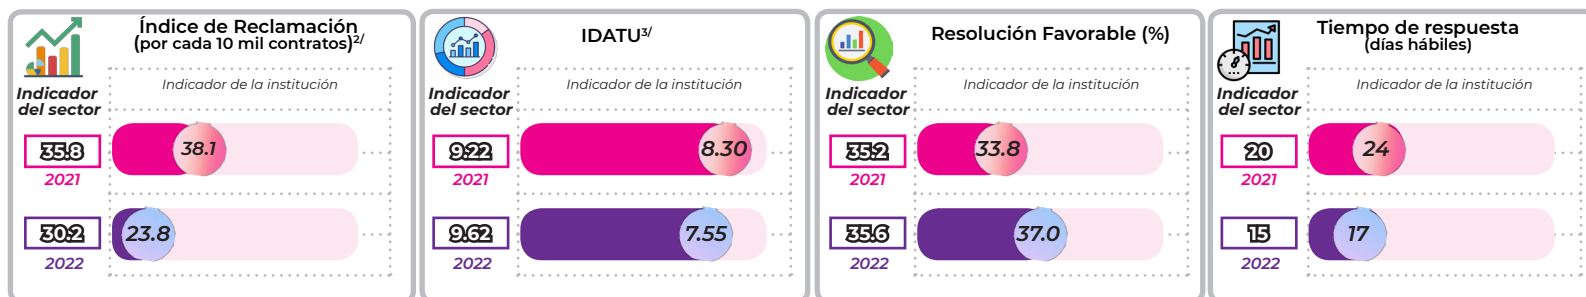 Índice de Reclamación
(por cada 10 mil contratos)2/
Indicador de la institución
Indicador
del sector
35.8
2021
38.1
30.2
2022
23.8
IDATU3/
Indicador de la institución
Indicador
del sector
9.22
2021
8.30
9.62
2022
7.55
Resolución Favorable (%)
Indicador de la institución
Indicador
del sector
35.2
2021
33.8
35.6
2022
37.0
Tiempo de respuesta
(días hábiles)
Indicador de la institución
Indicador
del sector
20
2021
24
15
2022
17